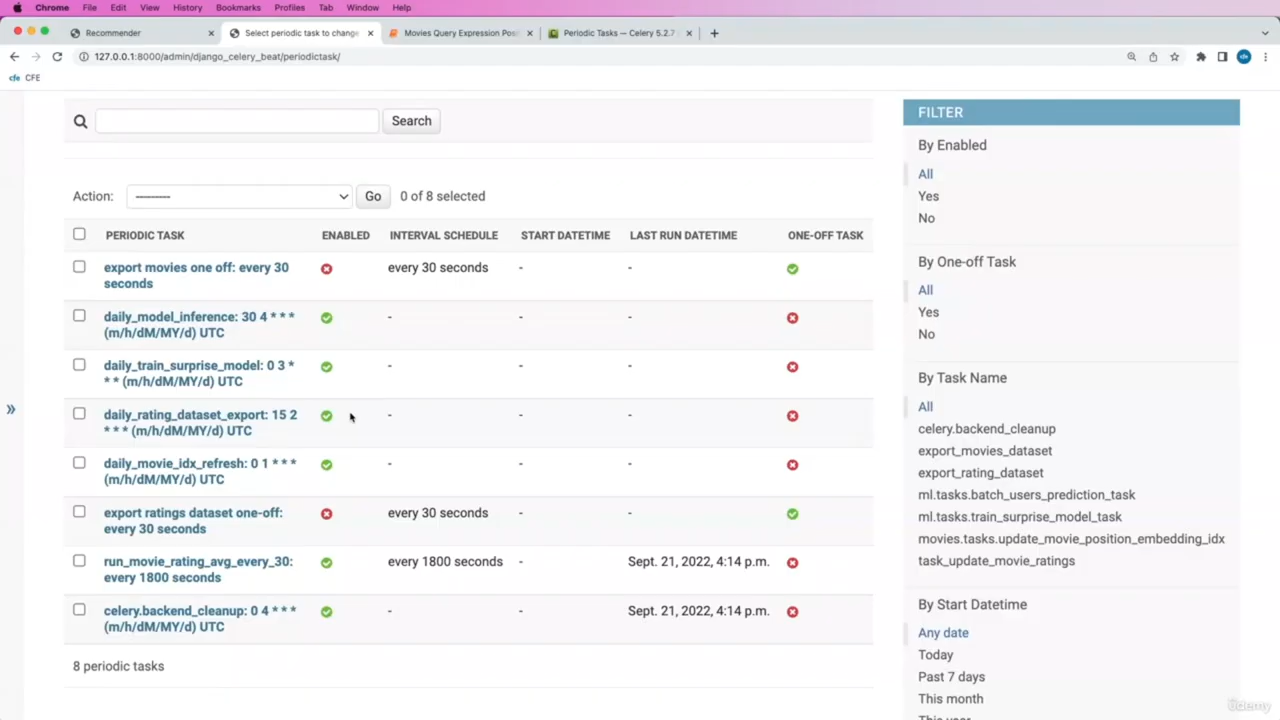 Chrome File Edit View History Bookmarks Profiles Tab Window Help
Recommender Select periodic task to change Movies Query Expression Pos Periodic Tasks — Celery 5.2.7
127.0.0.1:8000/admin/django_celery_beat/periodictask/
cfe CFE
Search
Action: --------- Go 0 of 8 selected
PERIODIC TASK ENABLED INTERVAL SCHEDULE START DATETIME LAST RUN DATETIME ONE-OFF TASK
export movies one off: every 30 every 30 seconds - -
seconds
daily_model_inference: 30 4 * * * - - -
(m/h/dM/MY/d) UTC
daily_train_surprise_model: 0 3 * - - -
* * (m/h/dM/MY/d) UTC
daily_rating_dataset_export: 15 2 - - -
* * * (m/h/dM/MY/d) UTC
daily_movie_idx_refresh: 0 1 * * * - - -
(m/h/dM/MY/d) UTC
export ratings dataset one-off: every 30 seconds - -
every 30 seconds
run_movie_rating_avg_every_30: every 1800 seconds - Sept. 21, 2022, 4:14 p.m.
every 1800 seconds
celery.backend_cleanup: 0 4 * * * - - Sept. 21, 2022, 4:14 p.m.
(m/h/dM/MY/d) UTC
8 periodic tasks
FILTER
By Enabled
All
Yes
No
By One-off Task
All
Yes
No
By Task Name
All
celery.backend_cleanup
export_movies_dataset
export_rating_dataset
ml.tasks.batch_users_prediction_task
ml.tasks.train_surprise_model_task
movies.tasks.update_movie_position_embedding_idx
task_update_movie_ratings
By Start Datetime
Any date
Today
Past 7 days
This month
This year
ûdemy